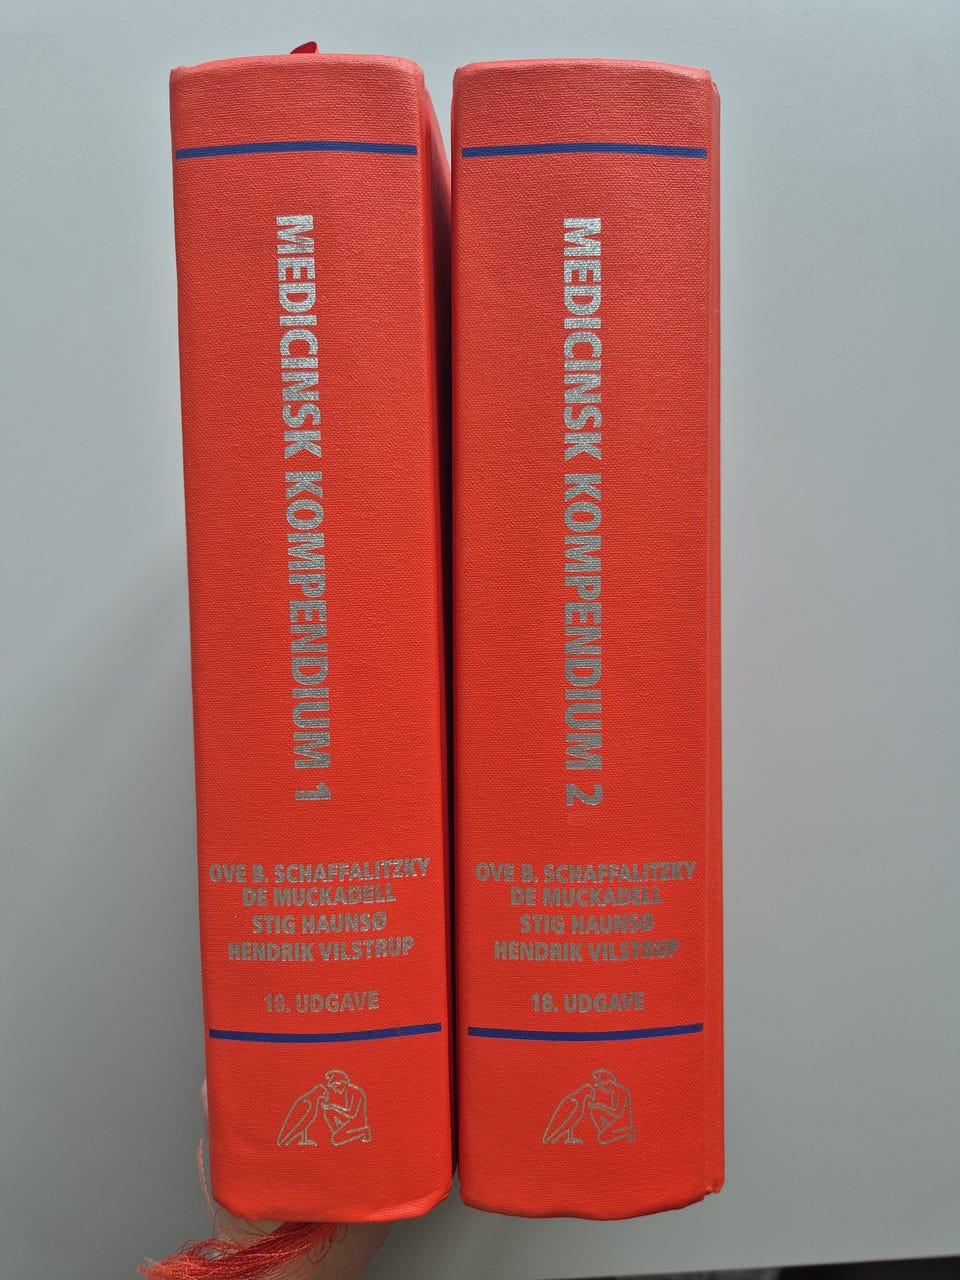 MEDICINSK KOMPENDIUM 1
OVE B. SCHAFFALITZKY
DE MUCKADELL
STIG HAUNSØ
HENDRIK VILSTRUP
18. UDGAVE
MEDICINSK KOMPENDIUM 2
OVE B. SCHAFFALITZKY
DE MUCKADELL
STIG HAUNSØ
HENDRIK VILSTRUP
18. UDGAVE